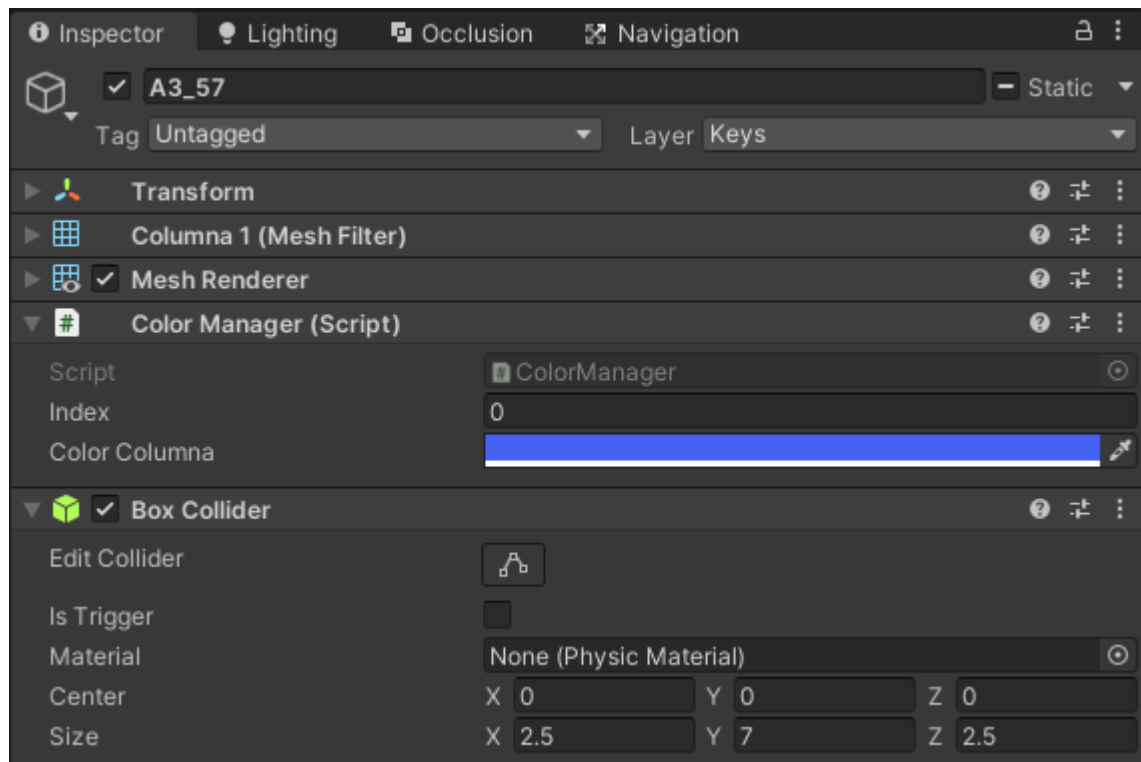 Inspector Lighting Occlusion Navigation
A3_57 Static
Tag Untagged Layer Keys
Transform
Columna 1 (Mesh Filter)
Mesh Renderer
# Color Manager (Script)
Script # ColorManager
Index 0
Color Columna
Box Collider
Edit Collider
Is Trigger
Material None (Physic Material)
Center X 0 Y 0 Z 0
Size X 2.5 Y 7 Z 2.5